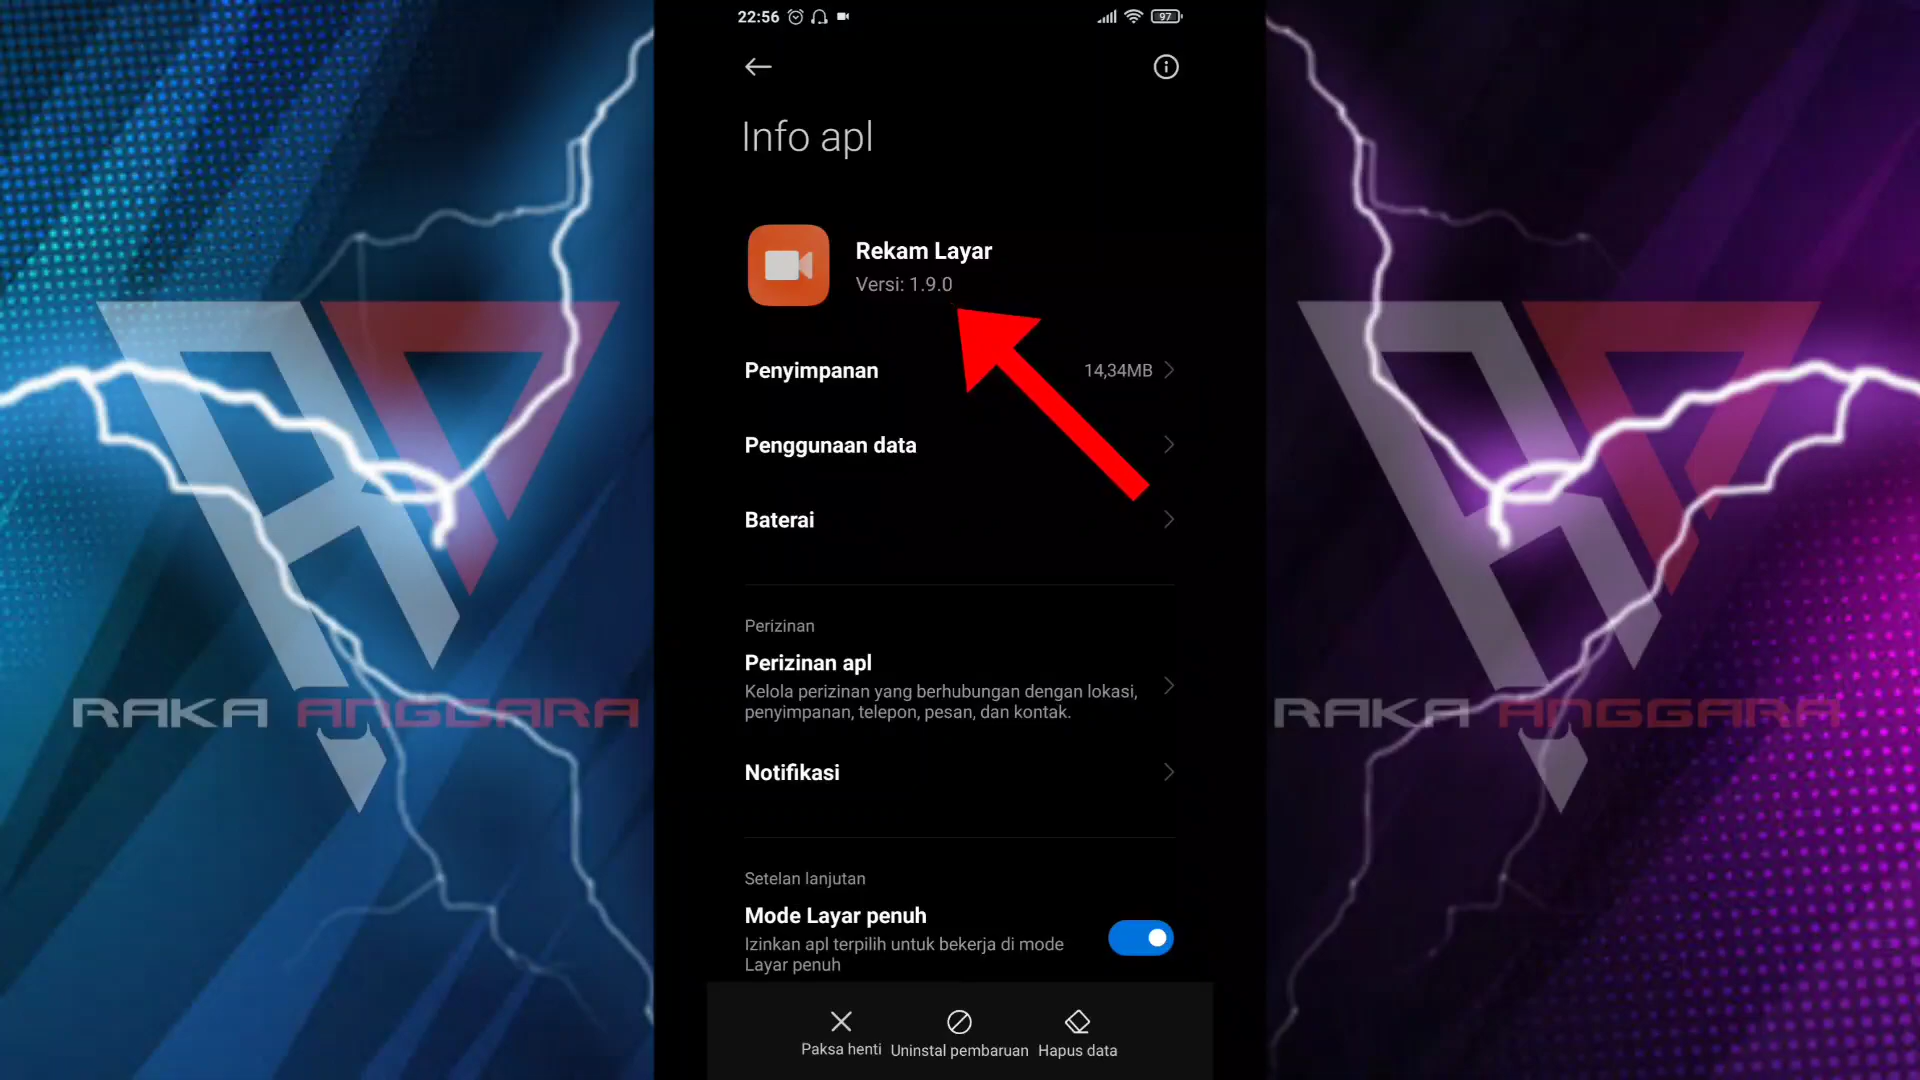 22:56
97
Info apl
Rekam Layar
Versi: 1.9.0
Penyimpanan 14,34MB
Penggunaan data
Baterai
Perizinan
Perizinan apl
Kelola perizinan yang berhubungan dengan lokasi,
penyimpanan, telepon, pesan, dan kontak.
Notifikasi
Setelan lanjutan
Mode Layar penuh
Izinkan apl terpilih untuk bekerja di mode
Layar penuh
Paksa henti Uninstal pembaruan Hapus data
RAKA ANGGARA
RAKA ANGGARA